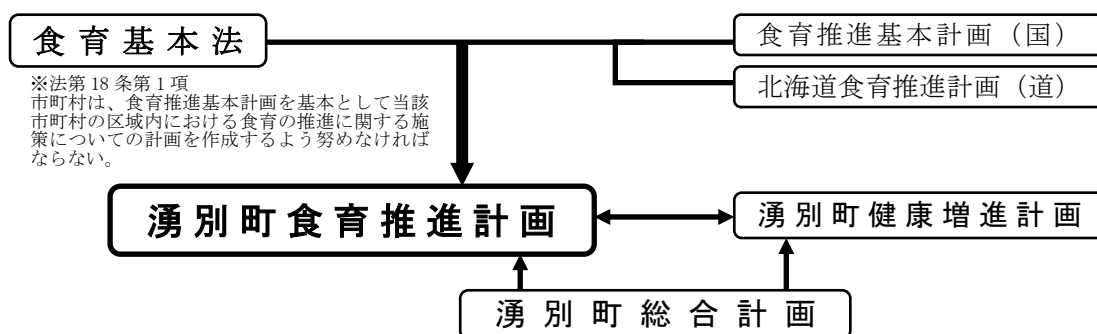 食育基本法
食育推進基本計画（国）
北海道食育推進計画（道）
※法第18条第1項
市町村は、食育推進基本計画を基本として当該
市町村の区域内における食育の推進に関する施
策についての計画を作成するよう努めなければ
ならない。
湧別町食育推進計画
湧別町健康増進計画
湧別町総合計画